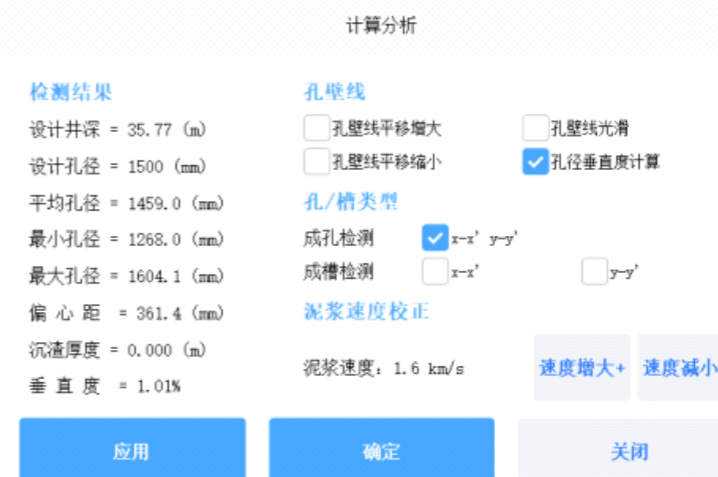 计算分析
检测结果
设计井深 = 35.77 (m)
设计孔径 = 1500 (mm)
平均孔径 = 1459.0 (mm)
最小孔径 = 1268.0 (mm)
最大孔径 = 1604.1 (mm)
偏 心 距 = 361.4 (mm)
沉渣厚度 = 0.000 (m)
垂 直 度 = 1.01%
孔壁线
孔壁线平移增大 孔壁线光滑
孔壁线平移缩小 孔径垂直度计算
孔/槽类型
成孔检测 x-x' y-y'
成槽检测 x-x' y-y'
泥浆速度校正
泥浆速度: 1.6 km/s 速度增大+ 速度减小
应用 确定 关闭